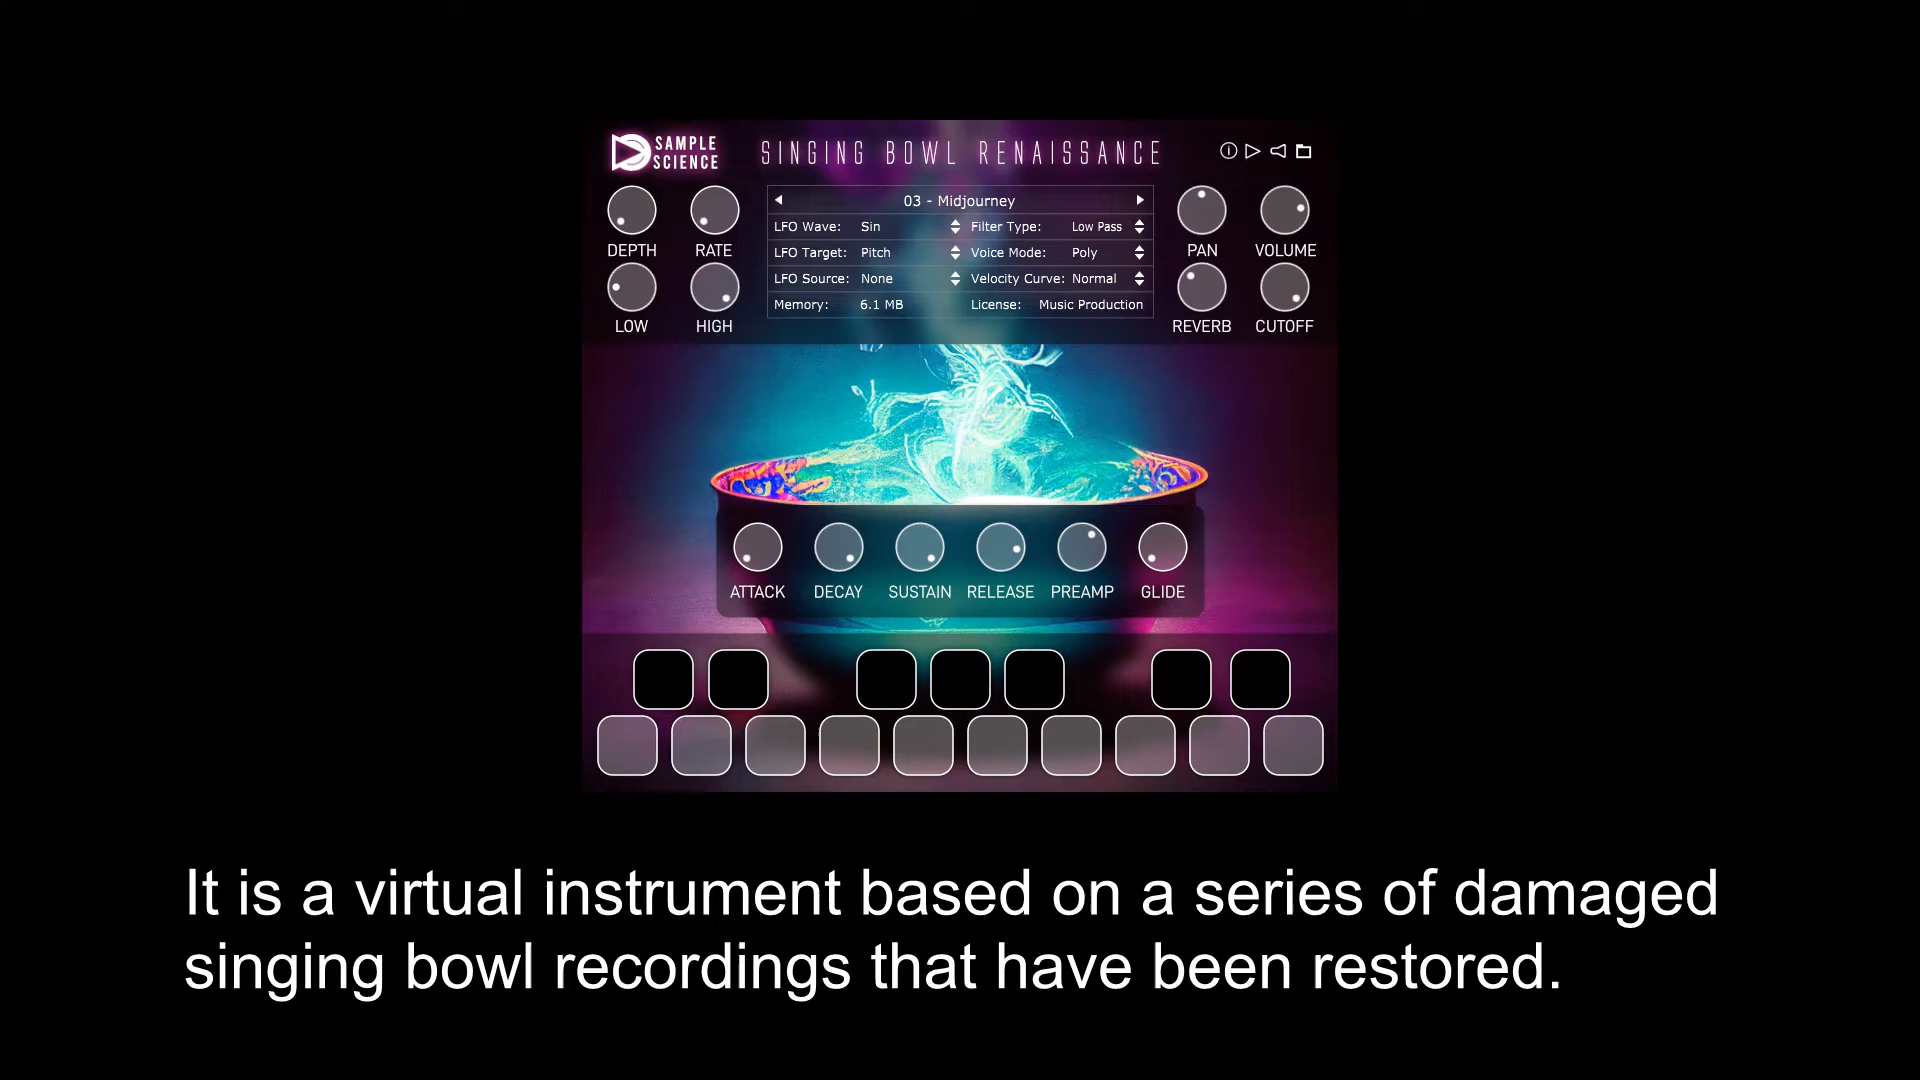 SAMPLE
SCIENCE
SINGING BOWL RENAISSANCE
DEPTH
RATE
LOW
HIGH
03 - Midjourney
LFO Wave: Sin Filter Type: Low Pass
LFO Target: Pitch Voice Mode: Poly
LFO Source: None Velocity Curve: Normal
Memory: 6.1 MB License: Music Production
PAN
VOLUME
REVERB
CUTOFF
ATTACK DECAY SUSTAIN RELEASE PREAMP GLIDE
It is a virtual instrument based on a series of damaged
singing bowl recordings that have been restored.